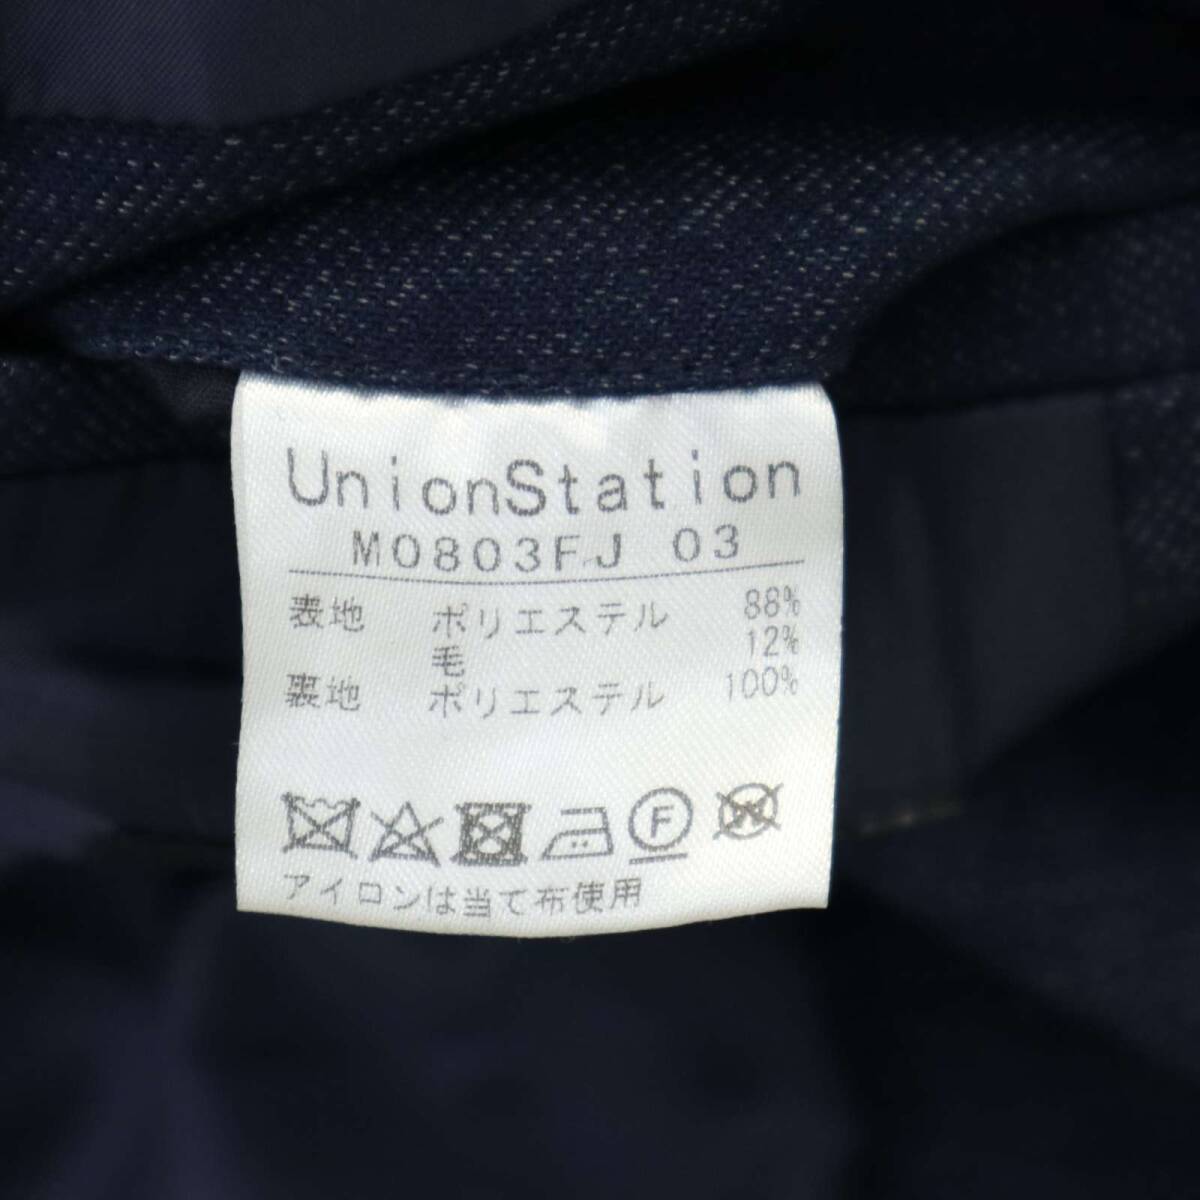 UnionStation
M0803FJ 03
表地 ポリエステル 88%
毛 12%
裏地 ポリエステル 100%
F W
アイロンは当て布使用